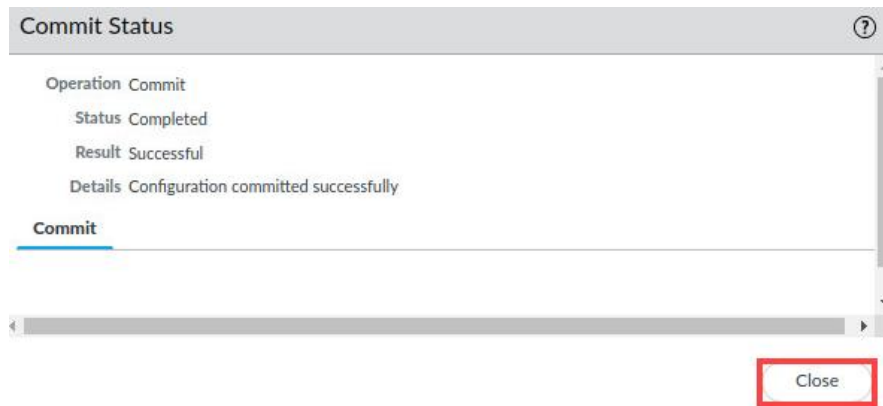 Commit Status
Operation Commit
Status Completed
Result Successful
Details Configuration committed successfully
Commit
Close